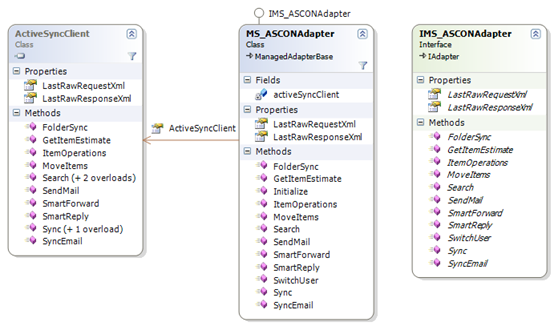 IMS_ASCONAdapter
ActiveSyncClient
Class
Properties
LastRawRequestXml
LastRawResponseXml
Methods
FolderSync
GetItemEstimate
ItemOperations
MoveItems
Search (+ 2 overloads)
SendMail
SmartForward
SmartReply
Sync (+ 1 overload)
SyncEmail
ActiveSyncClient
MS_ASCONAdapter
Class
ManagedAdapterBase
Fields
activeSyncClient
Properties
LastRawRequestXml
LastRawResponseXml
Methods
FolderSync
GetItemEstimate
Initialize
ItemOperations
MoveItems
Search
SendMail
SmartForward
SmartReply
SwitchUser
Sync
SyncEmail
IMS_ASCONAdapter
Interface
IAdapter
Properties
LastRawRequestXml
LastRawResponseXml
Methods
FolderSync
GetItemEstimate
ItemOperations
MoveItems
Search
SendMail
SmartForward
SmartReply
SwitchUser
Sync
SyncEmail